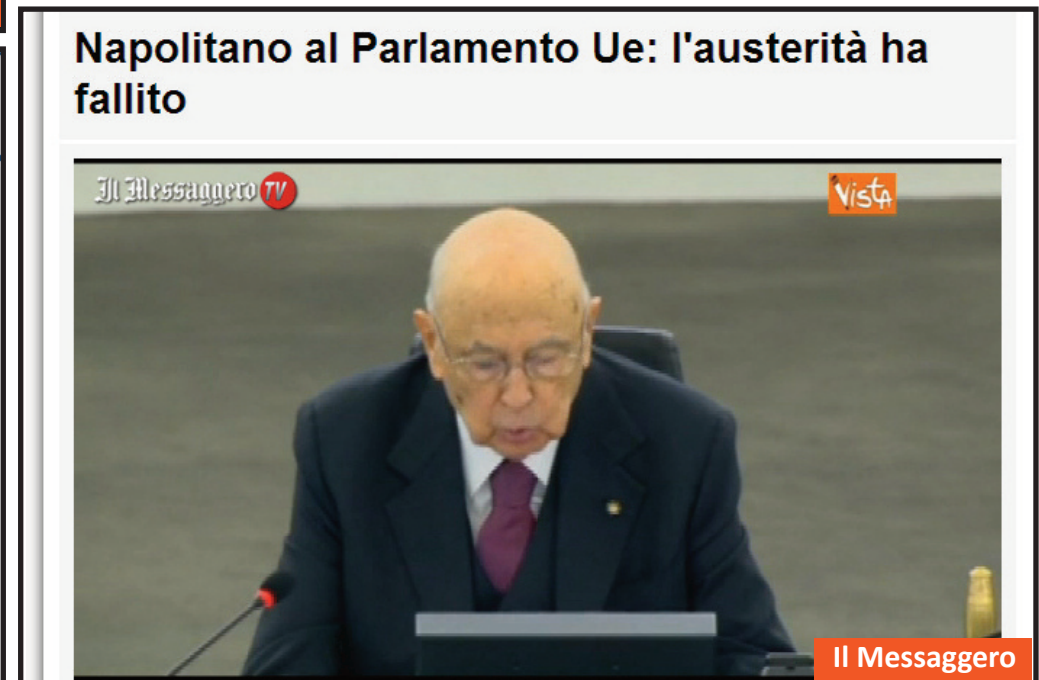 Napolitano al Parlamento Ue: l'austerità ha
fallito
Il Messaggero TV
VISTA
Il Messaggero